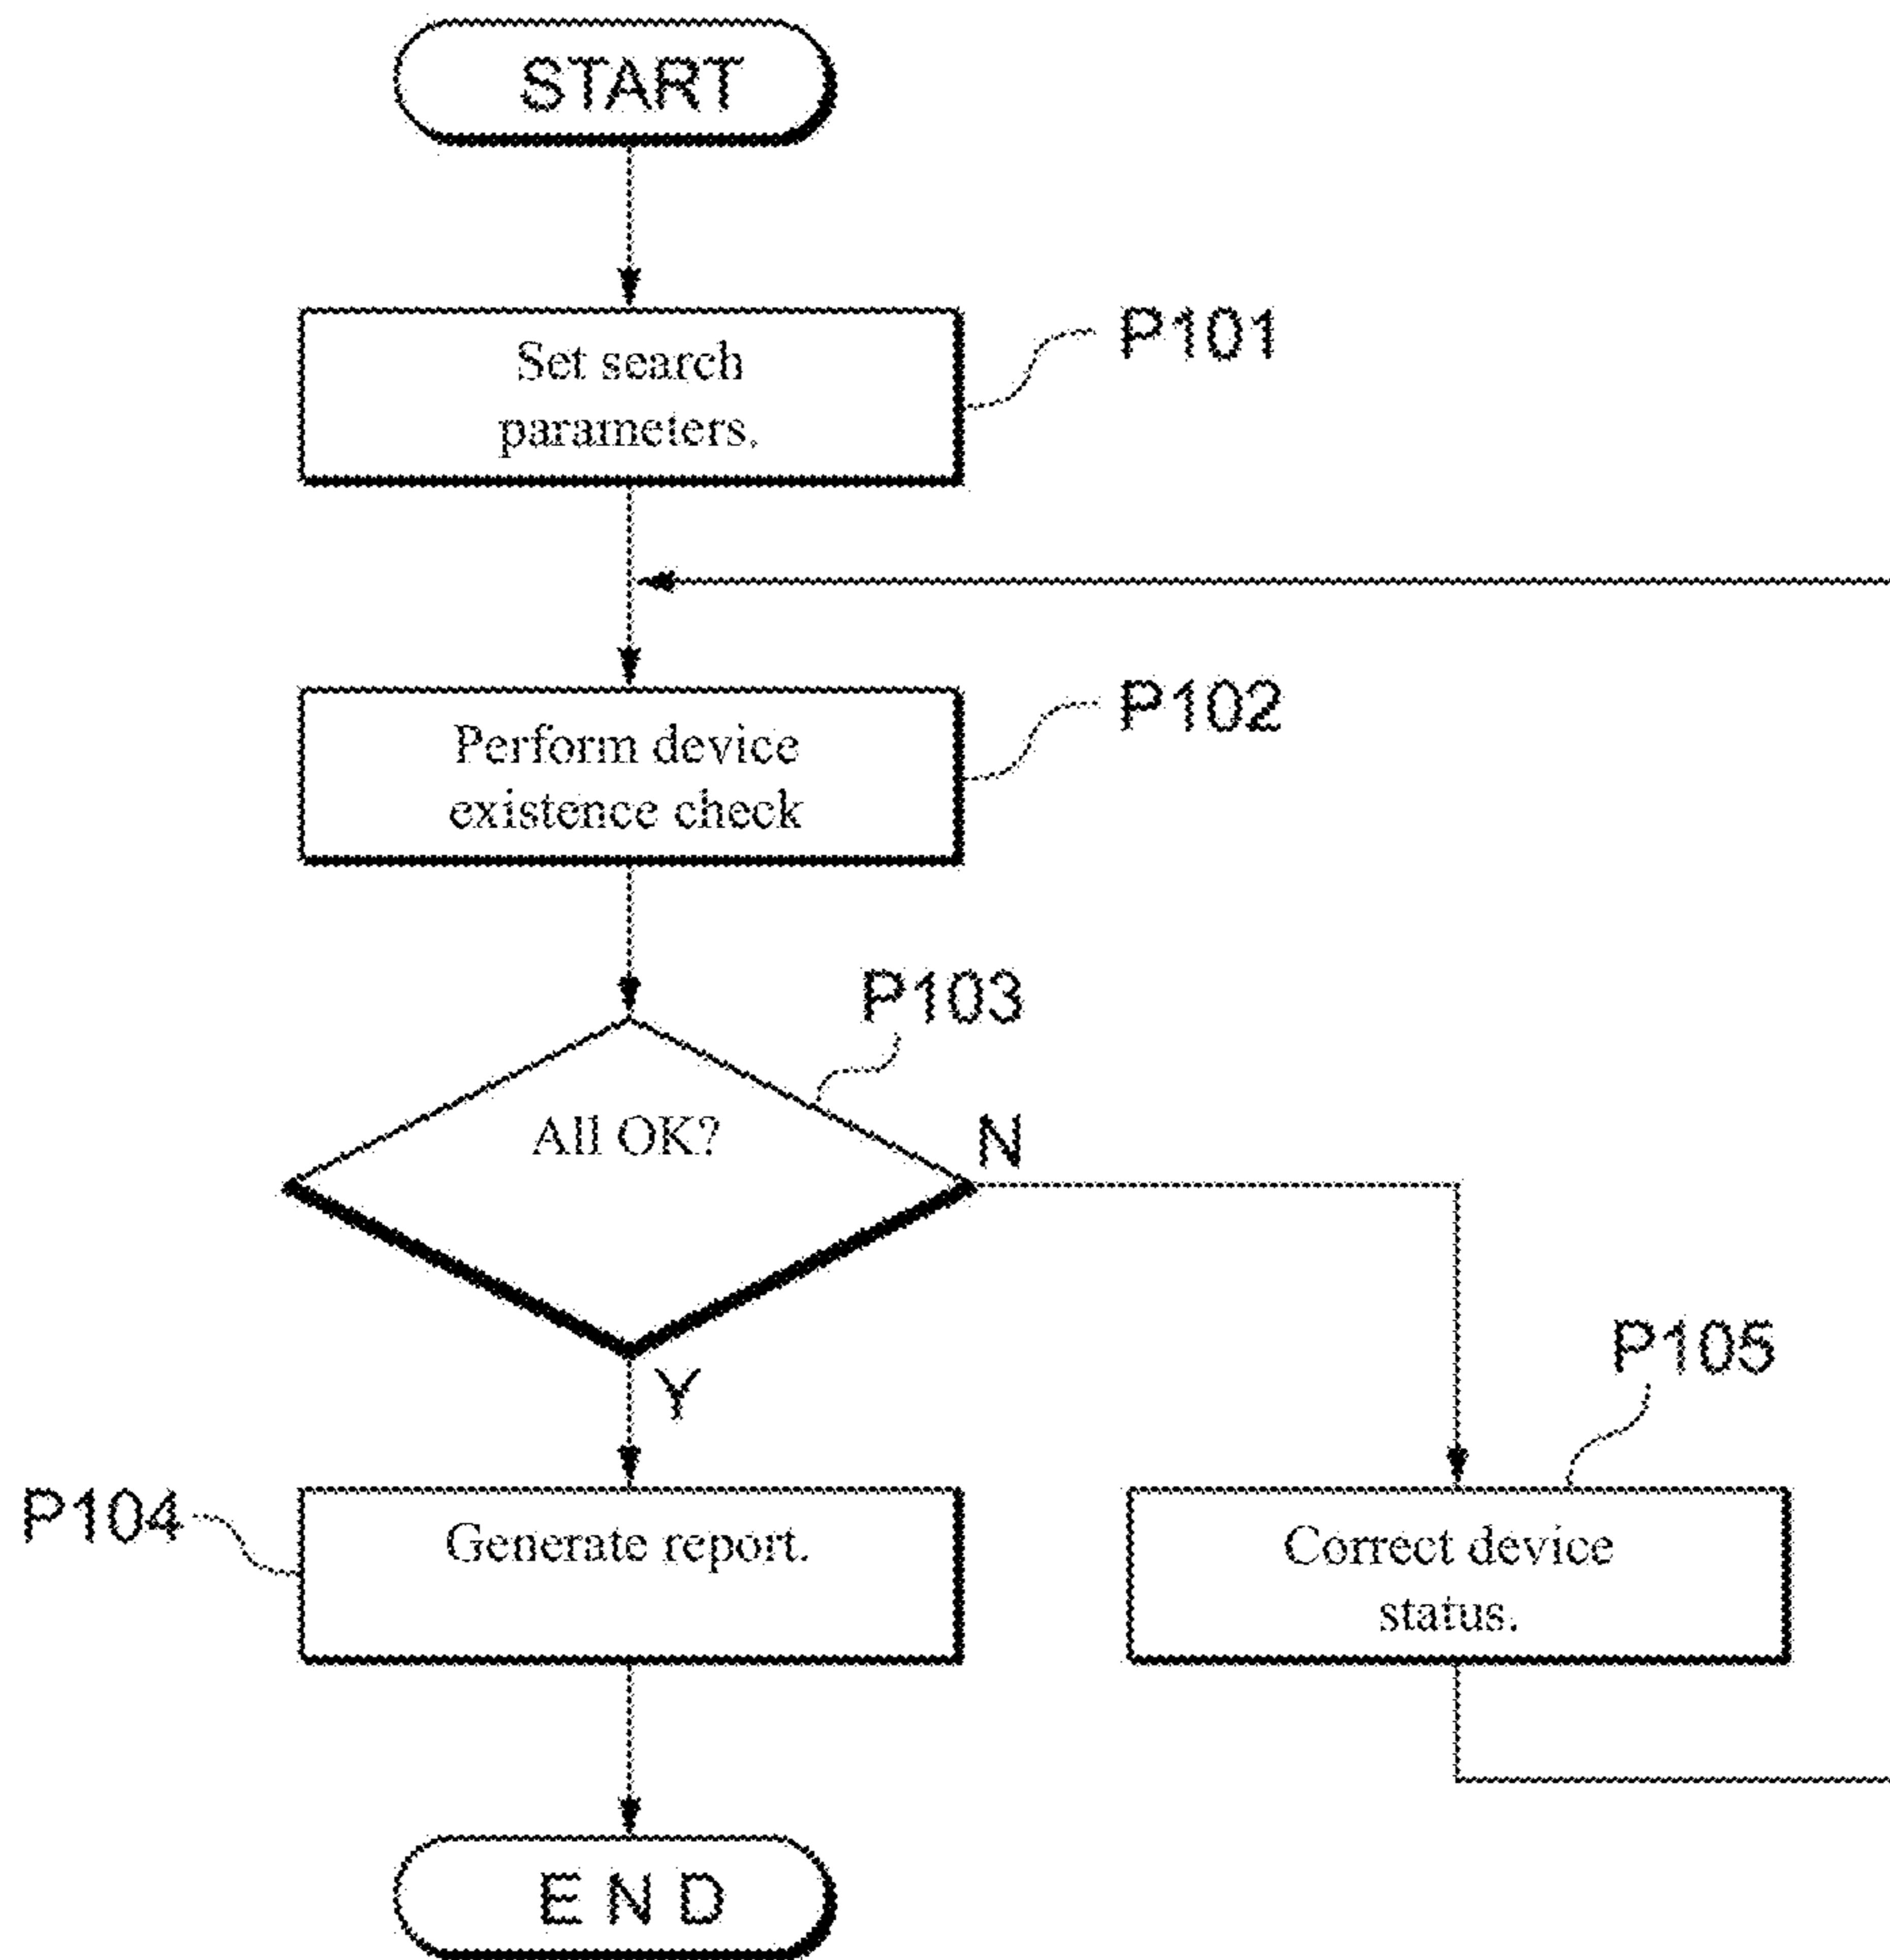 START
Set search
parameters.
P101
Perform device
existence check
P102
P103
All OK?
N
Y
P105
P104
Generate report.
Correct device
status.
E N D